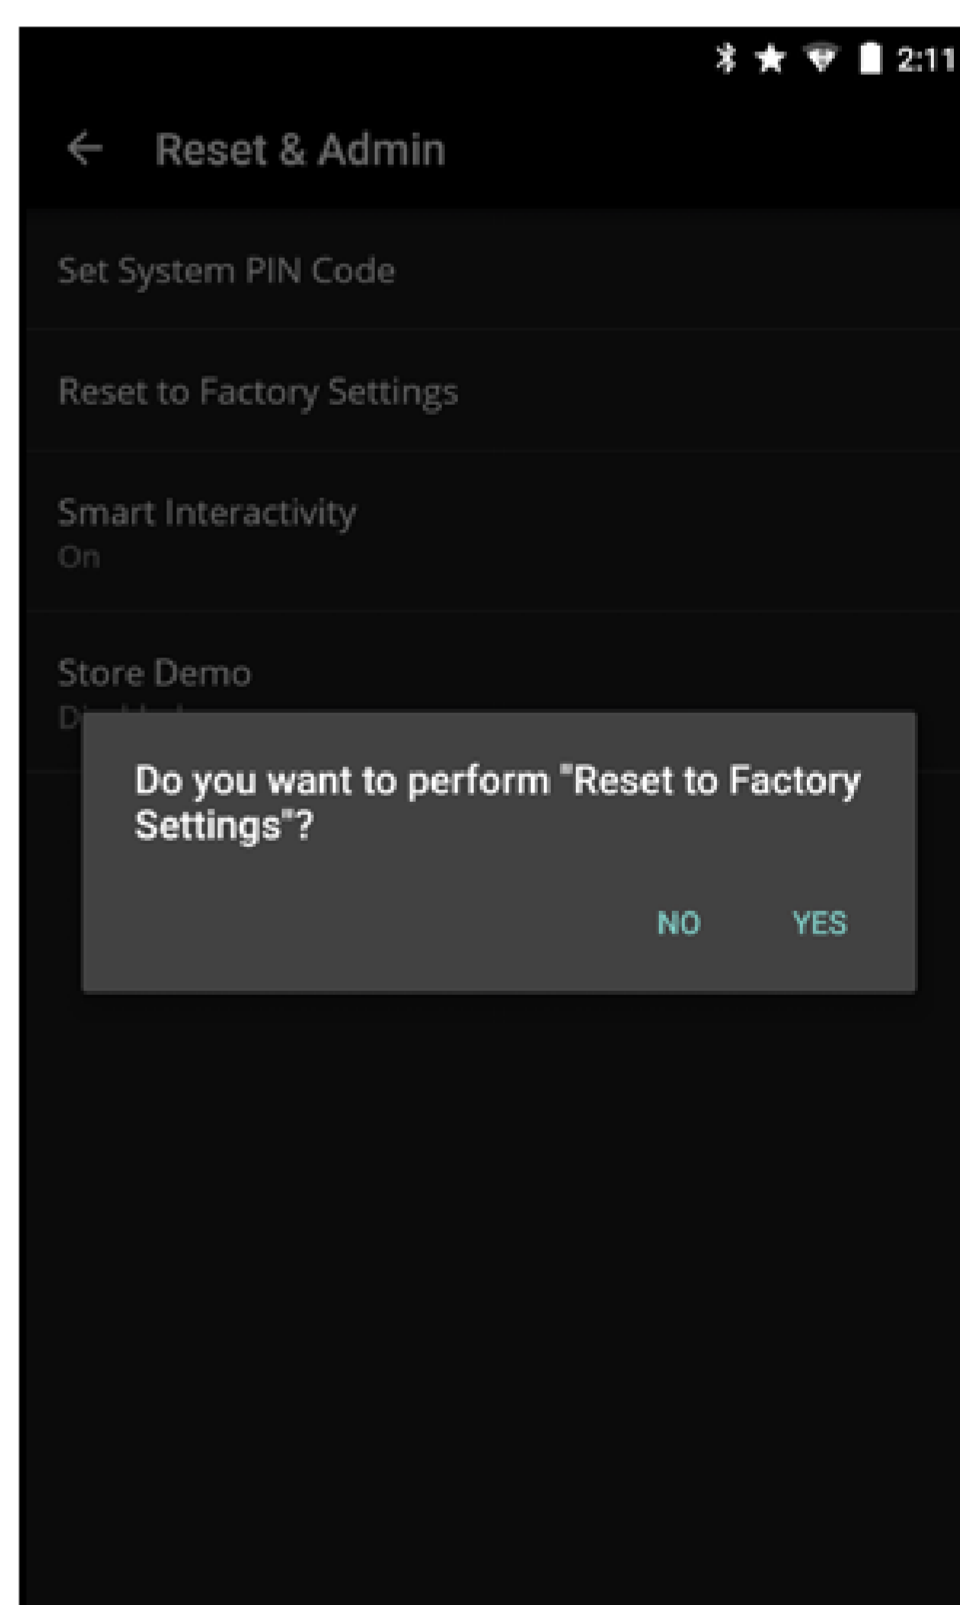 2:11
Reset & Admin
Set System PIN Code
Reset to Factory Settings
Smart Interactivity
On
Store Demo
Do you want to perform "Reset to Factory
Settings"?
NO YES